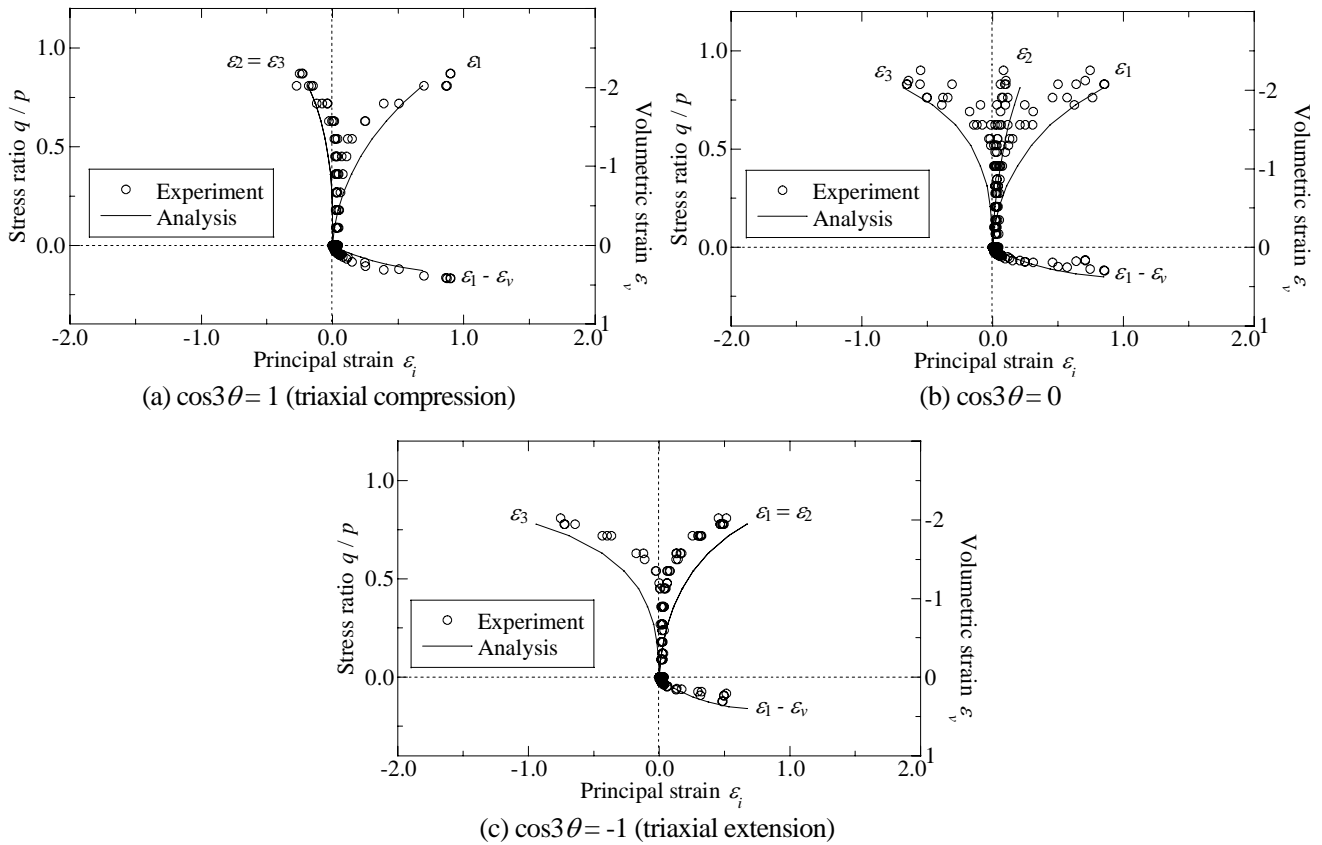 ε2 = ε3
ε1
Experiment
Analysis
ε1 - εv
Stress ratio q / p
1.0
0.5
0.0
-2
-1
0
1
Volumetric strain εv
-2.0
-1.0
0.0
1.0
2.0
Principal strain εi
(a) cos3θ = 1 (triaxial compression)
ε3
ε2
ε1
Experiment
Analysis
ε1 - εv
Stress ratio q / p
1.0
0.5
0.0
-2
-1
0
1
Volumetric strain εv
-2.0
-1.0
0.0
1.0
2.0
Principal strain εi
(b) cos3θ = 0
ε3
ε1 = ε2
Experiment
Analysis
ε1 - εv
Stress ratio q / p
1.0
0.5
0.0
-2
-1
0
1
Volumetric strain εv
-2.0
-1.0
0.0
1.0
2.0
Principal strain εi
(c) cos3θ = -1 (triaxial extension)